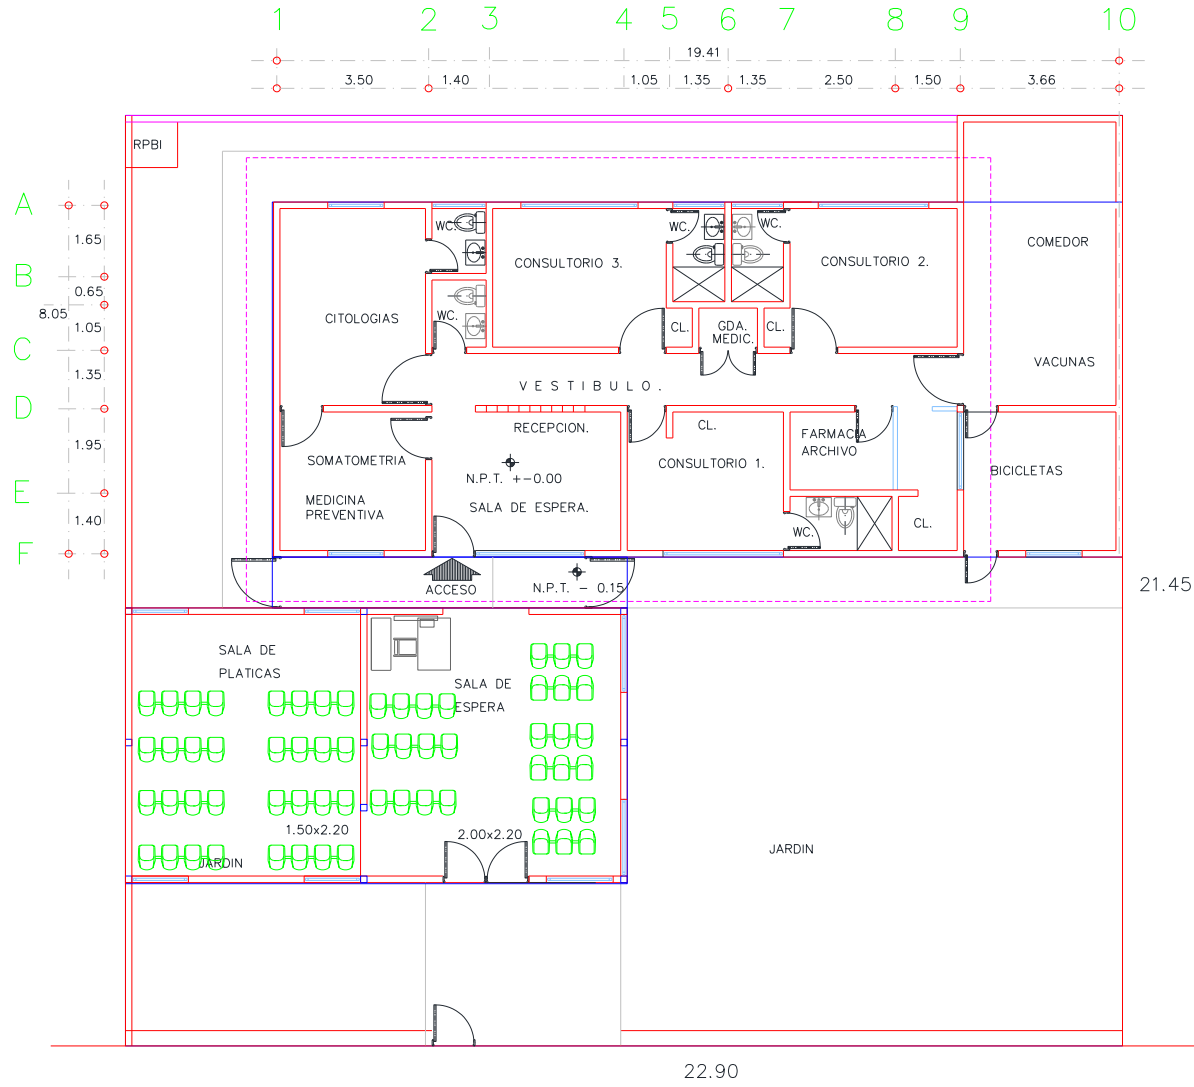 1 2 3 4 5 6 7 8 9 10
19.41
3.50 1.40 1.05 1.35 1.35 2.50 1.50 3.66
RPBI
A
1.65
B
0.65
8.05
1.05
C
1.35
D
1.95
E
1.40
F
WC.
WC.
WC.
COMEDOR
CONSULTORIO 3.
CONSULTORIO 2.
CITOLOGIAS
WC.
CL.
GDA.
MEDIC.
CL.
VACUNAS
VESTIBULO.
RECEPCION.
CL.
FARMACIA
ARCHIVO
SOMATOMETRIA
CONSULTORIO 1.
BICICLETAS
N.P.T. +-0.00
MEDICINA
PREVENTIVA
SALA DE ESPERA.
WC.
CL.
ACCESO
N.P.T. - 0.15
21.45
SALA DE
PLATICAS
SALA DE
ESPERA
1.50x2.20
2.00x2.20
JARDIN
JARDIN
22.90